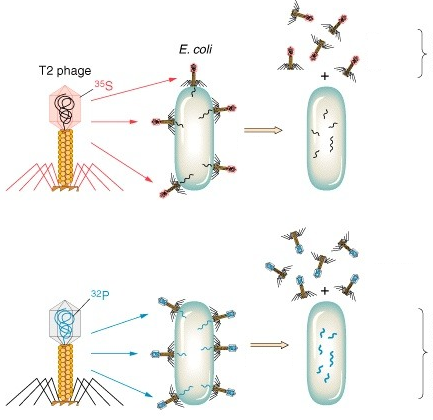 E. coli
T2 phage
35S
+
32P
+